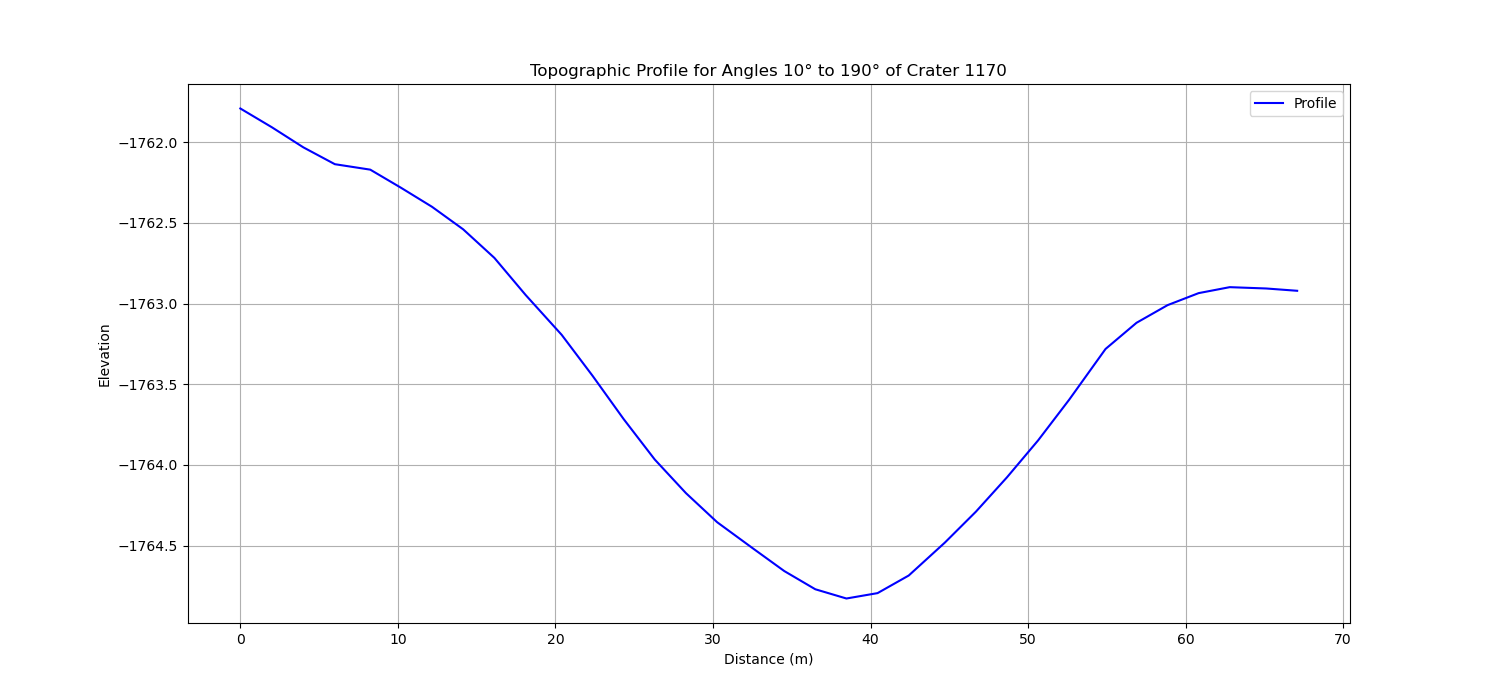 Topographic Profile for Angles 10° to 190° of Crater 1170
Profile
−1762.0
−1762.5
−1763.0
−1763.5
−1764.0
−1764.5
Elevation
0 10 20 30 40 50 60 70
Distance (m)